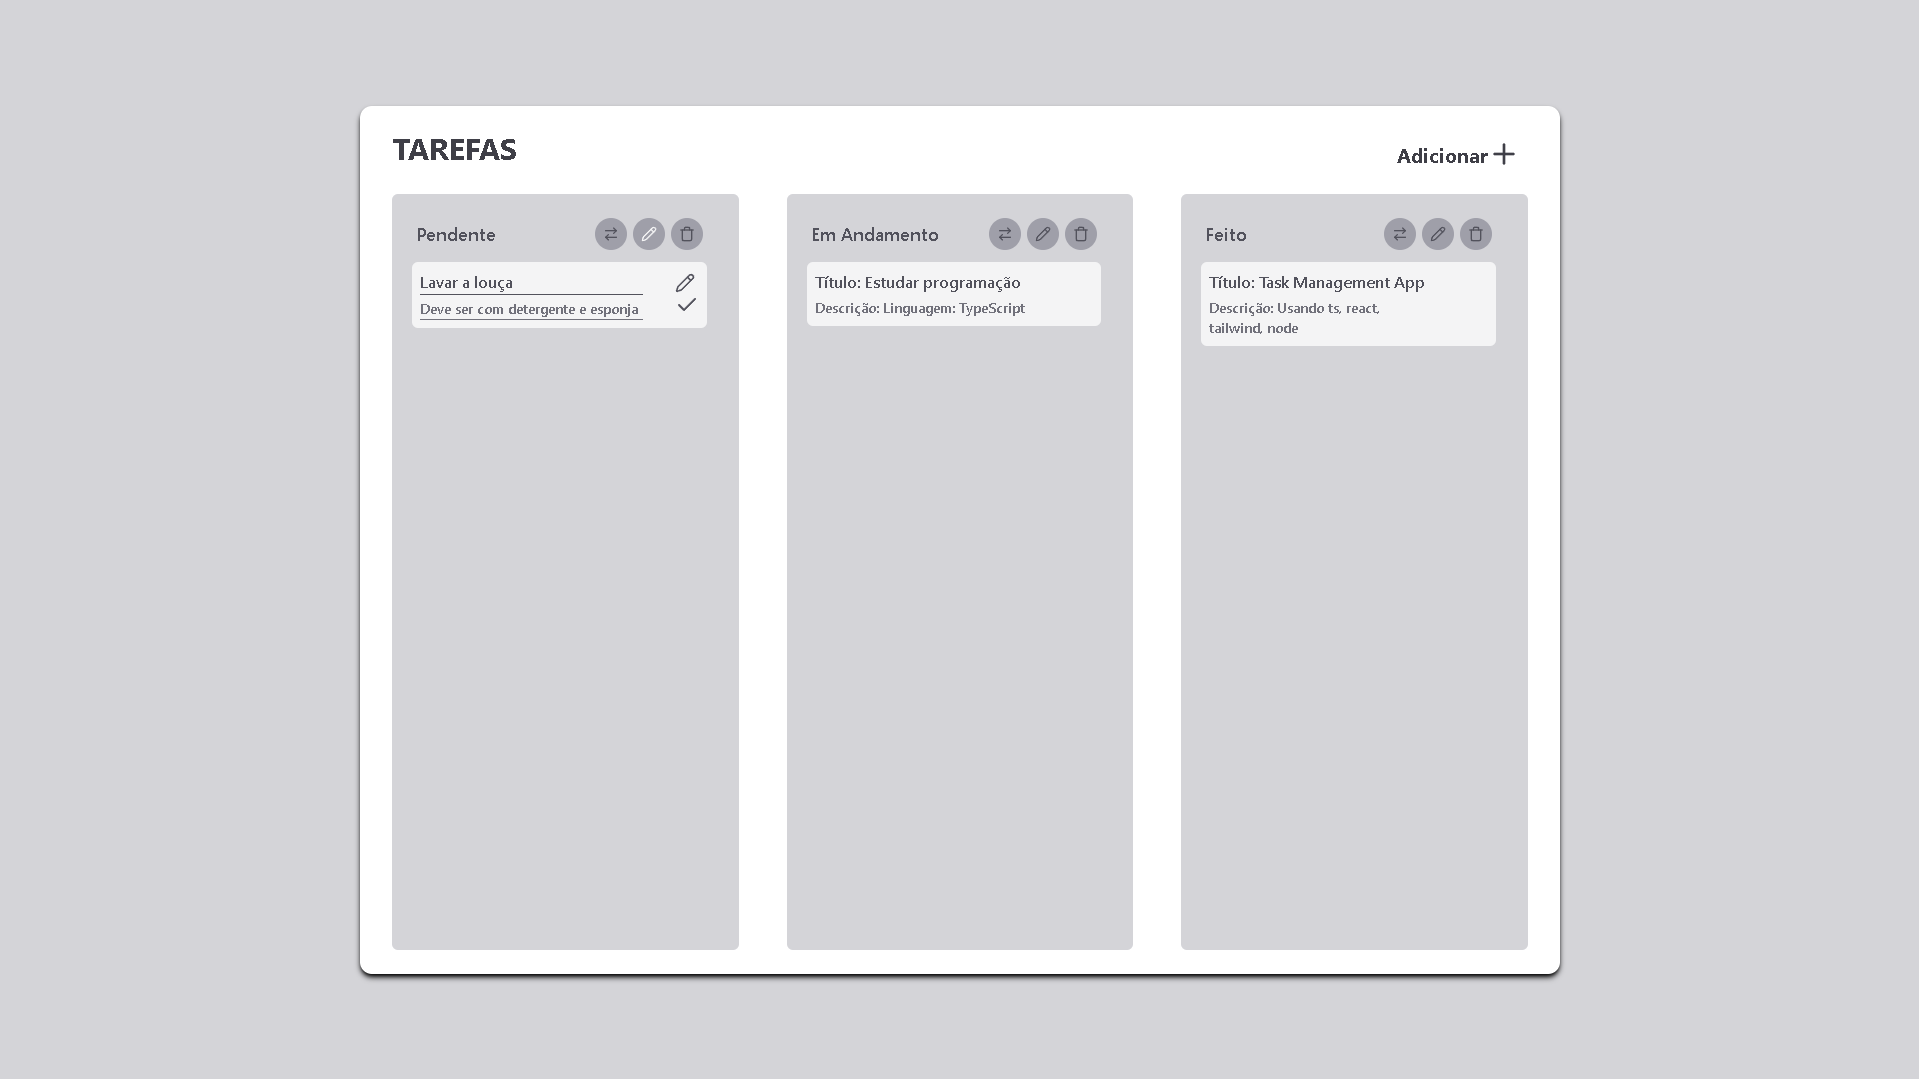 TAREFAS
Adicionar
Pendente
Lavar a louça
Deve ser com detergente e esponja
Em Andamento
Título: Estudar programação
Descrição: Linguagem: TypeScript
Feito
Título: Task Management App
Descrição: Usando ts, react,
tailwind, node